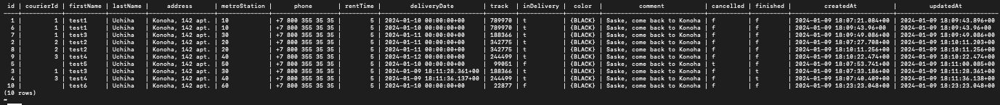 id | courierId | firstName | lastName | address | metroStation | phone | rentTime | deliveryDate | track | inDelivery | color | comment | cancelled | finished | createdAt | updatedAt
1 | 1 | test1 | Uchiha | Konoha, 142 apt. | 10 | +7 800 355 35 35 | 5 | 2024-01-10 00:00:00+00 | 789970 | t | {BLACK} | Saske, come back to Konoha | f | f | 2024-01-09 18:07:21.084+00 | 2024-01-09 18:09:43.896+00
6 | 1 | test1 | Uchiha | Konoha, 142 apt. | 10 | +7 800 355 35 35 | 5 | 2024-01-10 00:00:00+00 | 789970 | t | {BLACK} | Saske, come back to Konoha | f | f | 2024-01-09 18:09:43.96+00 | 2024-01-09 18:09:43.96+00
7 | 1 | test3 | Uchiha | Konoha, 142 apt. | 30 | +7 800 355 35 35 | 5 | 2024-01-11 00:00:00+00 | 188366 | t | {BLACK} | Saske, come back to Konoha | f | f | 2024-01-09 18:09:49.086+00 | 2024-01-09 18:09:49.086+00
2 | 2 | test2 | Uchiha | Konoha, 142 apt. | 20 | +7 800 355 35 35 | 5 | 2024-01-11 00:00:00+00 | 342775 | t | {BLACK} | Saske, come back to Konoha | f | f | 2024-01-09 18:07:27.708+00 | 2024-01-09 18:10:11.203+00
8 | 2 | test2 | Uchiha | Konoha, 142 apt. | 20 | +7 800 355 35 35 | 5 | 2024-01-11 00:00:00+00 | 342775 | t | {BLACK} | Saske, come back to Konoha | f | f | 2024-01-09 18:10:11.256+00 | 2024-01-09 18:10:11.256+00
9 | 3 | test4 | Uchiha | Konoha, 142 apt. | 40 | +7 800 355 35 35 | 5 | 2024-01-12 00:00:00+00 | 244499 | t | {BLACK} | Saske, come back to Konoha | f | f | 2024-01-09 18:10:22.474+00 | 2024-01-09 18:10:22.474+00
5 | | test5 | Uchiha | Konoha, 142 apt. | 50 | +7 800 355 35 35 | 5 | 2024-01-10 00:00:00+00 | 99051 | f | {BLACK} | Saske, come back to Konoha | t | f | 2024-01-09 18:07:53.741+00 | 2024-01-09 18:11:00.085+00
3 | 1 | test3 | Uchiha | Konoha, 142 apt. | 30 | +7 800 355 35 35 | 5 | 2024-01-09 18:11:28.361+00 | 188366 | t | {BLACK} | Saske, come back to Konoha | f | t | 2024-01-09 18:07:33.186+00 | 2024-01-09 18:11:28.361+00
4 | 3 | test4 | Uchiha | Konoha, 142 apt. | 40 | +7 800 355 35 35 | 5 | 2024-01-09 18:11:36.137+00 | 244499 | t | {BLACK} | Saske, come back to Konoha | f | t | 2024-01-09 18:07:40.409+00 | 2024-01-09 18:11:36.138+00
10 | | test6 | Uchiha | Konoha, 142 apt. | 60 | +7 800 355 35 35 | 5 | 2024-01-10 00:00:00+00 | 22877 | f | {BLACK} | Saske, come back to Konoha | f | f | 2024-01-09 18:23:23.048+00 | 2024-01-09 18:23:23.048+00
(10 rows)
~